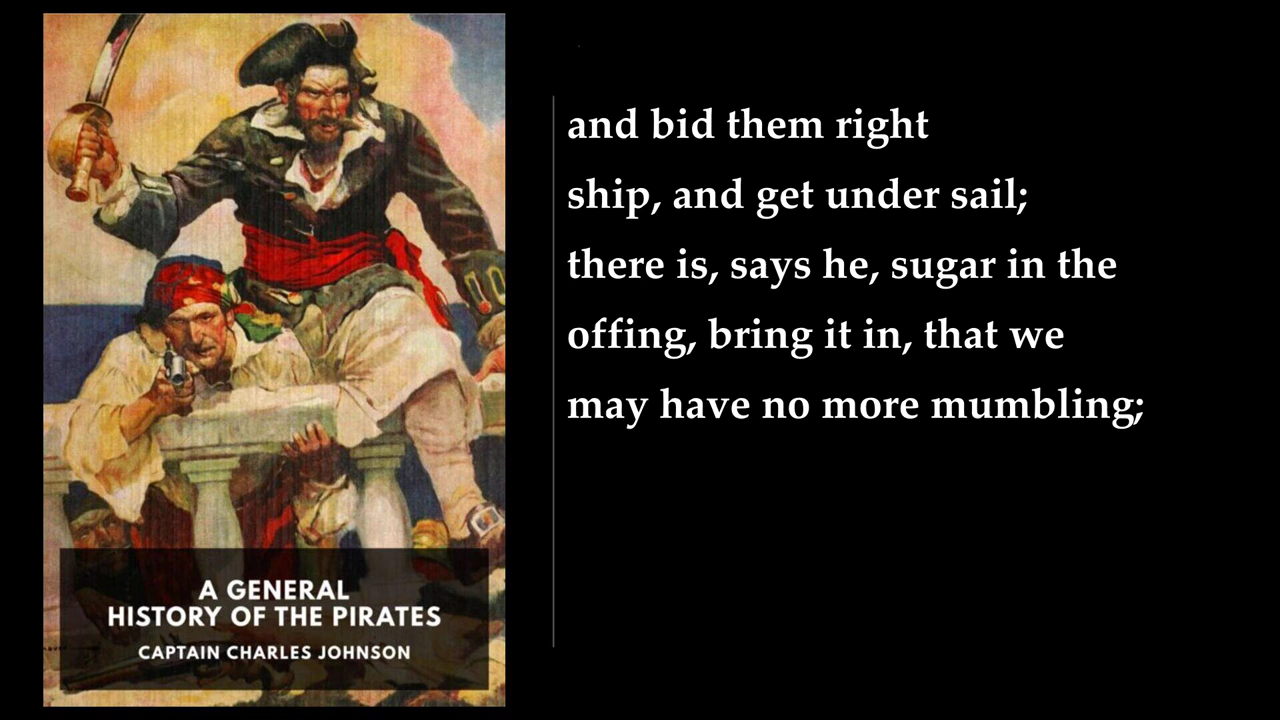 and bid them right
ship, and get under sail;
there is, says he, sugar in the
offing, bring it in, that we
may have no more mumbling;
A GENERAL
HISTORY OF THE PIRATES
CAPTAIN CHARLES JOHNSON